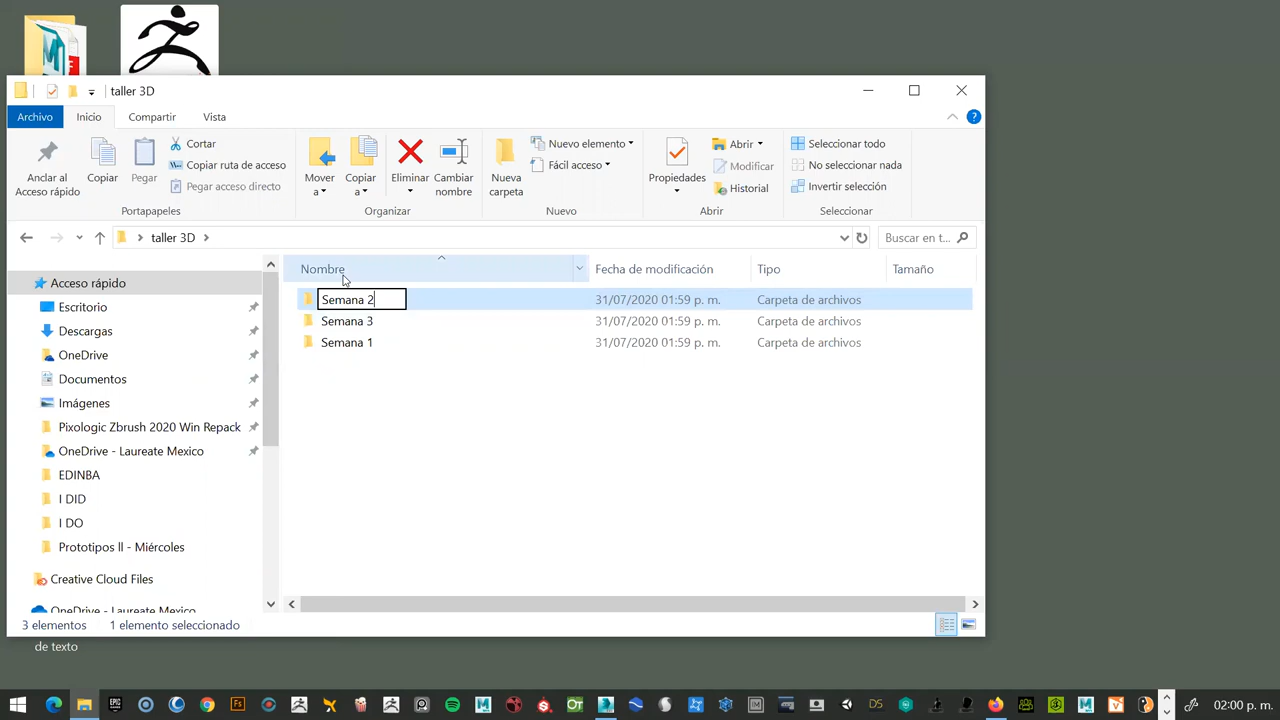 taller 3D
Archivo Inicio Compartir Vista
Anclar al Acceso rápido
Copiar
Pegar
Cortar
Copiar ruta de acceso
Pegar acceso directo
Portapapeles
Mover a
Copiar a
Eliminar
Cambiar nombre
Organizar
Nueva carpeta
Nuevo elemento
Fácil acceso
Nuevo
Propiedades
Abrir
Modificar
Historial
Abrir
Seleccionar todo
No seleccionar nada
Invertir selección
Seleccionar
taller 3D
Buscar en t...
Acceso rápido
Escritorio
Descargas
OneDrive
Documentos
Imágenes
Pixologic Zbrush 2020 Win Repack
OneDrive - Laureate Mexico
EDINBA
I DID
I DO
Prototipos ll - Miércoles
Creative Cloud Files
OneDrive - Laureate Mexico
Nombre Fecha de modificación Tipo Tamaño
Semana 2 31/07/2020 01:59 p. m. Carpeta de archivos
Semana 3 31/07/2020 01:59 p. m. Carpeta de archivos
Semana 1 31/07/2020 01:59 p. m. Carpeta de archivos
3 elementos 1 elemento seleccionado
de texto
02:00 p. m.